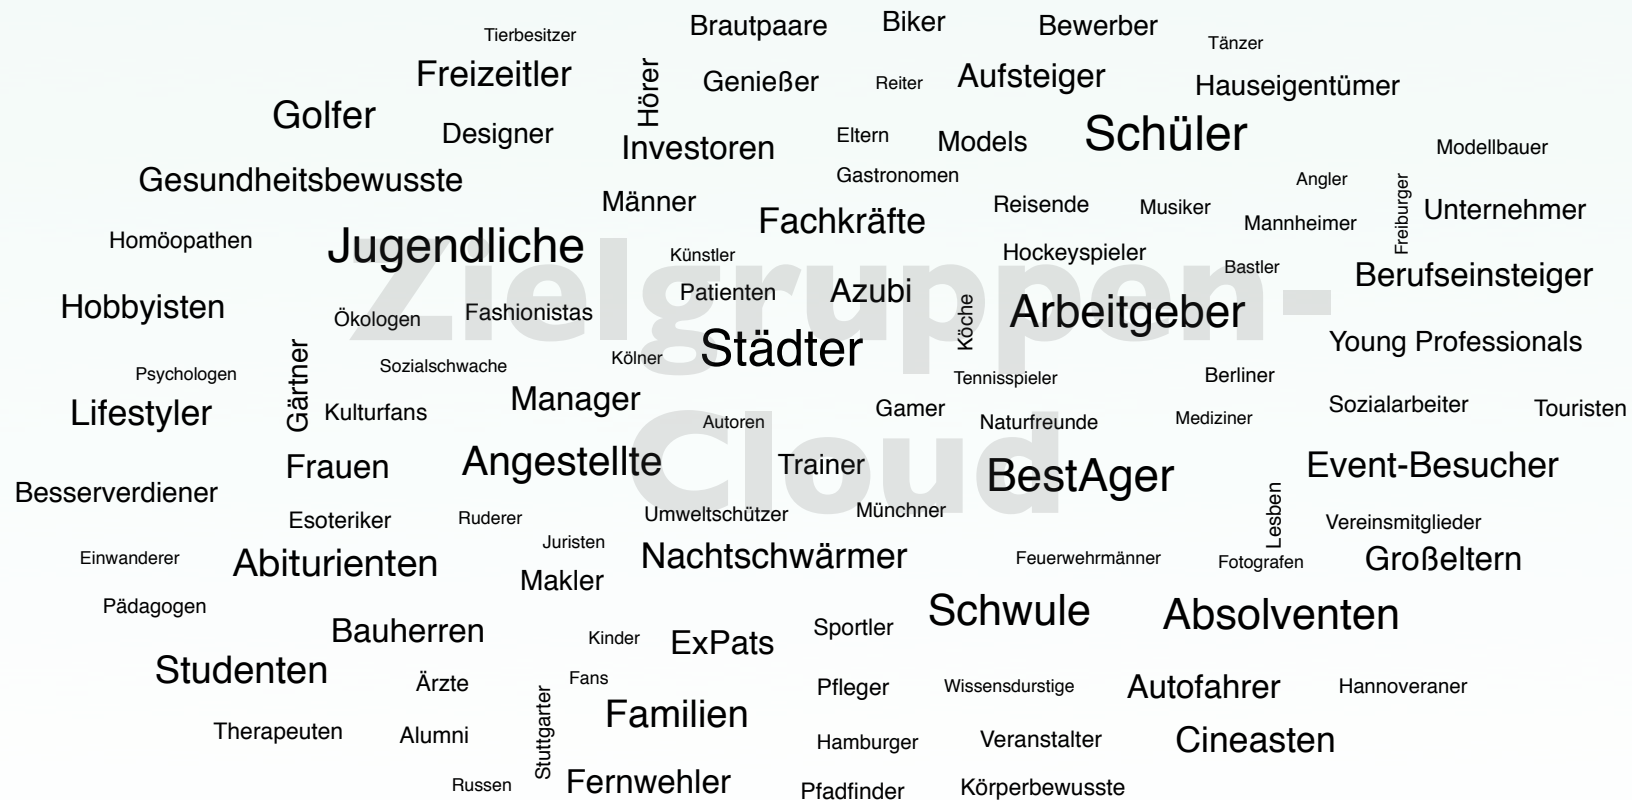 Brautpaare
Biker
Bewerber
Tierbesitzer
Tänzer
Freizeitler
Hörer
Genießer
Reiter
Aufsteiger
Hauseigentümer
Golfer
Designer
Investoren
Eltern
Models
Schüler
Modellbauer
Gesundheitsbewusste
Gastronomen
Angler
Männer
Fachkräfte
Reisende
Musiker
Mannheimer
Freiburger
Unternehmer
Homöopathen
Jugendliche
Künstler
Hockeyspieler
Bastler
Berufseinsteiger
Zielgruppen-
Cloud
Hobbyisten
Ökologen
Fashionistas
Patienten
Azubi
Köche
Arbeitgeber
Young Professionals
Psychologen
Gärtner
Sozialschwache
Kölner
Städter
Tennisspieler
Berliner
Lifestyler
Kulturfans
Manager
Autoren
Gamer
Naturfreunde
Mediziner
Sozialarbeiter
Touristen
Frauen
Angestellte
Trainer
BestAger
Event-Besucher
Besserverdiener
Esoteriker
Ruderer
Umweltschützer
Münchner
Lesben
Vereinsmitglieder
Einwanderer
Abiturienten
Juristen
Makler
Nachtschwärmer
Feuerwehrmänner
Fotografen
Großeltern
Pädagogen
Bauherren
Kinder
ExPats
Sportler
Schwule
Absolventen
Studenten
Ärzte
Fans
Pfleger
Wissensdurstige
Autofahrer
Hannoveraner
Therapeuten
Alumni
Stuttgarter
Familien
Hamburger
Veranstalter
Cineasten
Russen
Fernwehler
Pfadfinder
Körperbewusste